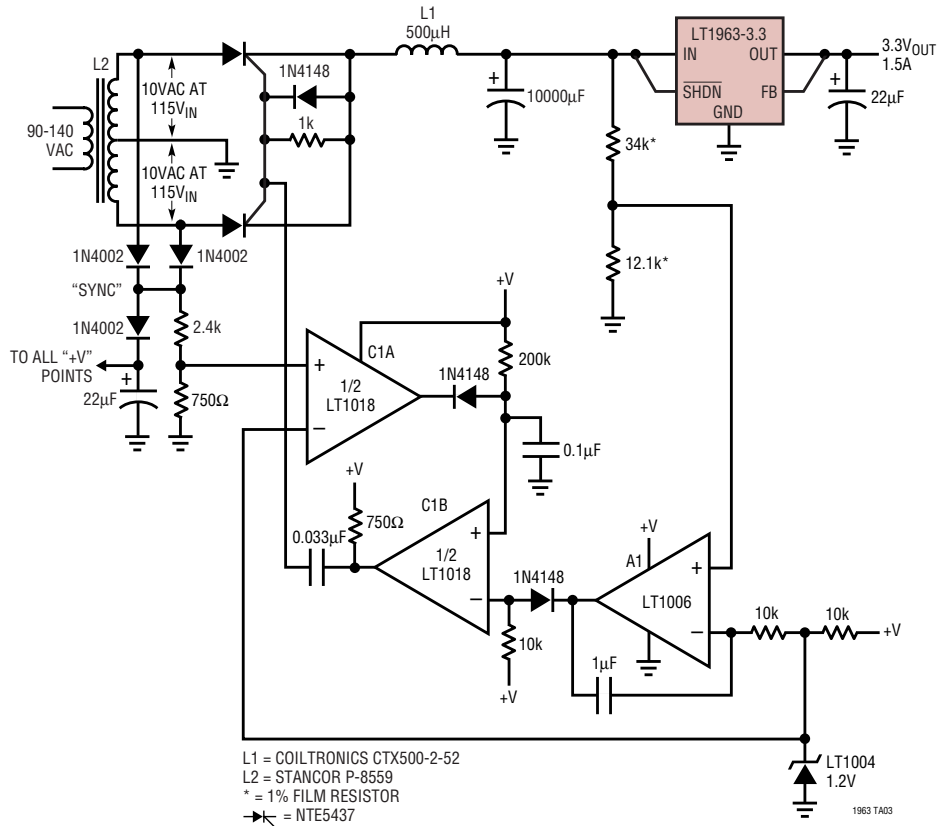 L1
500µH
LT1963-3.3
IN
OUT
SHDN
FB
GND
3.3VOUT
1.5A
L2
10VAC AT
115VIN
1N4148
+
10000µF
+
22µF
1k
90-140
VAC
34k*
10VAC AT
115VIN
1N4002
1N4002
12.1k*
"SYNC"
+V
1N4002
2.4k
C1A
200k
TO ALL "+V"
POINTS
+
1/2
LT1018
–
1N4148
+
22µF
750Ω
0.1µF
+V
C1B
750Ω
+V
0.033µF
+
1/2
LT1018
–
1N4148
A1
+
LT1006
–
10k
10k
+V
10k
1µF
+V
LT1004
1.2V
L1 = COILTRONICS CTX500-2-52
L2 = STANCOR P-8559
* = 1% FILM RESISTOR
= NTE5437
1963 TA03